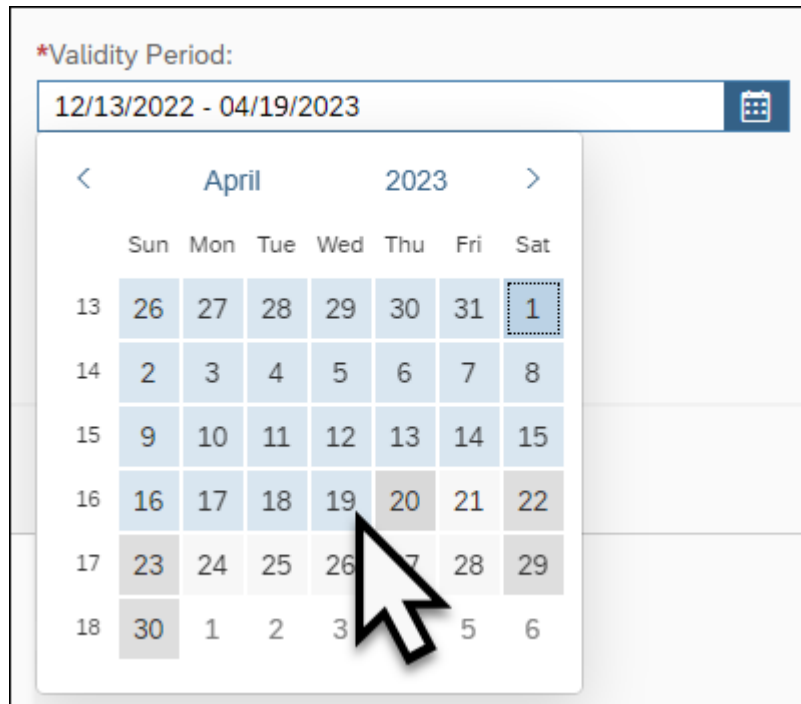 *Validity Period:
12/13/2022 - 04/19/2023
April 2023
Sun Mon Tue Wed Thu Fri Sat
13 26 27 28 29 30 31 1
14 2 3 4 5 6 7 8
15 9 10 11 12 13 14 15
16 16 17 18 19 20 21 22
17 23 24 25 26 28 29
18 30 1 2 3 5 6